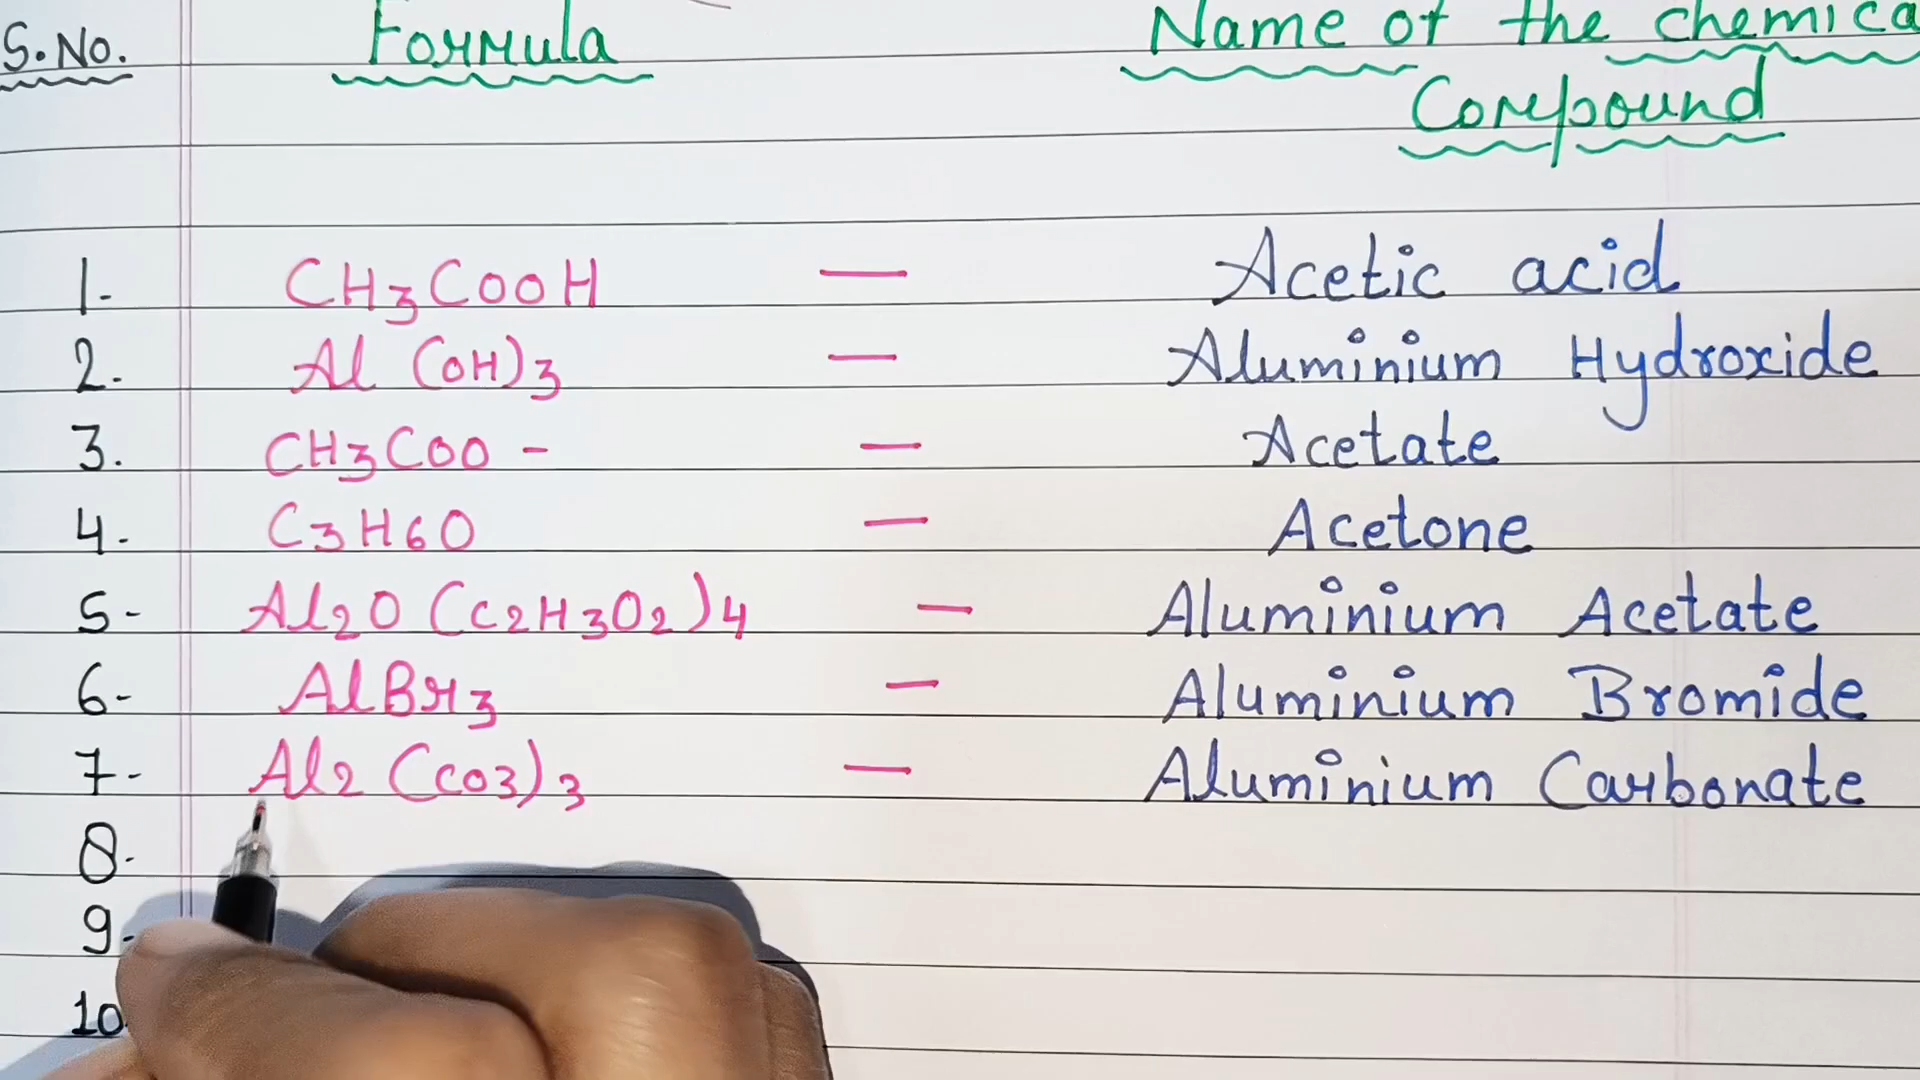 S.No. Formula Name of the chemica
Compound
1. CH3COOH — Acetic acid
2. Al (OH)3 — Aluminium Hydroxide
3. CH3COO - — Acetate
4. C3H6O — Acetone
5- Al2O (C2H3O2)4 — Aluminium Acetate
6- AlBr3 — Aluminium Bromide
7- Al2 (CO3)3 — Aluminium Carbonate
8.
9.
10